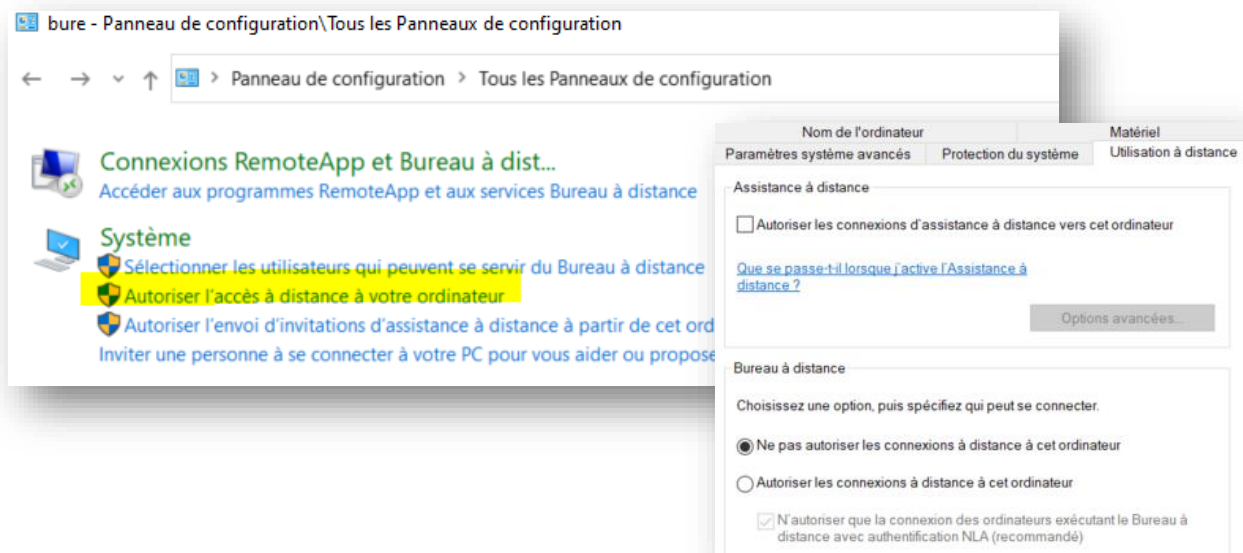 bure - Panneau de configuration\Tous les Panneaux de configuration
Panneau de configuration > Tous les Panneaux de configuration
Connexions RemoteApp et Bureau à dist...
Accéder aux programmes RemoteApp et aux services Bureau à distance
Système
Sélectionner les utilisateurs qui peuvent se servir du Bureau à distance
Autoriser l'accès à distance à votre ordinateur
Autoriser l'envoi d'invitations d'assistance à distance à partir de cet ord
Inviter une personne à se connecter à votre PC pour vous aider ou propose
Nom de l'ordinateur Matériel
Paramètres système avancés Protection du système Utilisation à distance
Assistance à distance
Autoriser les connexions d'assistance à distance vers cet ordinateur
Que se passe-t-il lorsque j'active l'Assistance à
distance ?
Options avancées...
Bureau à distance
Choisissez une option, puis spécifiez qui peut se connecter.
Ne pas autoriser les connexions à distance à cet ordinateur
Autoriser les connexions à distance à cet ordinateur
N'autoriser que la connexion des ordinateurs exécutant le Bureau à
distance avec authentification NLA (recommandé)